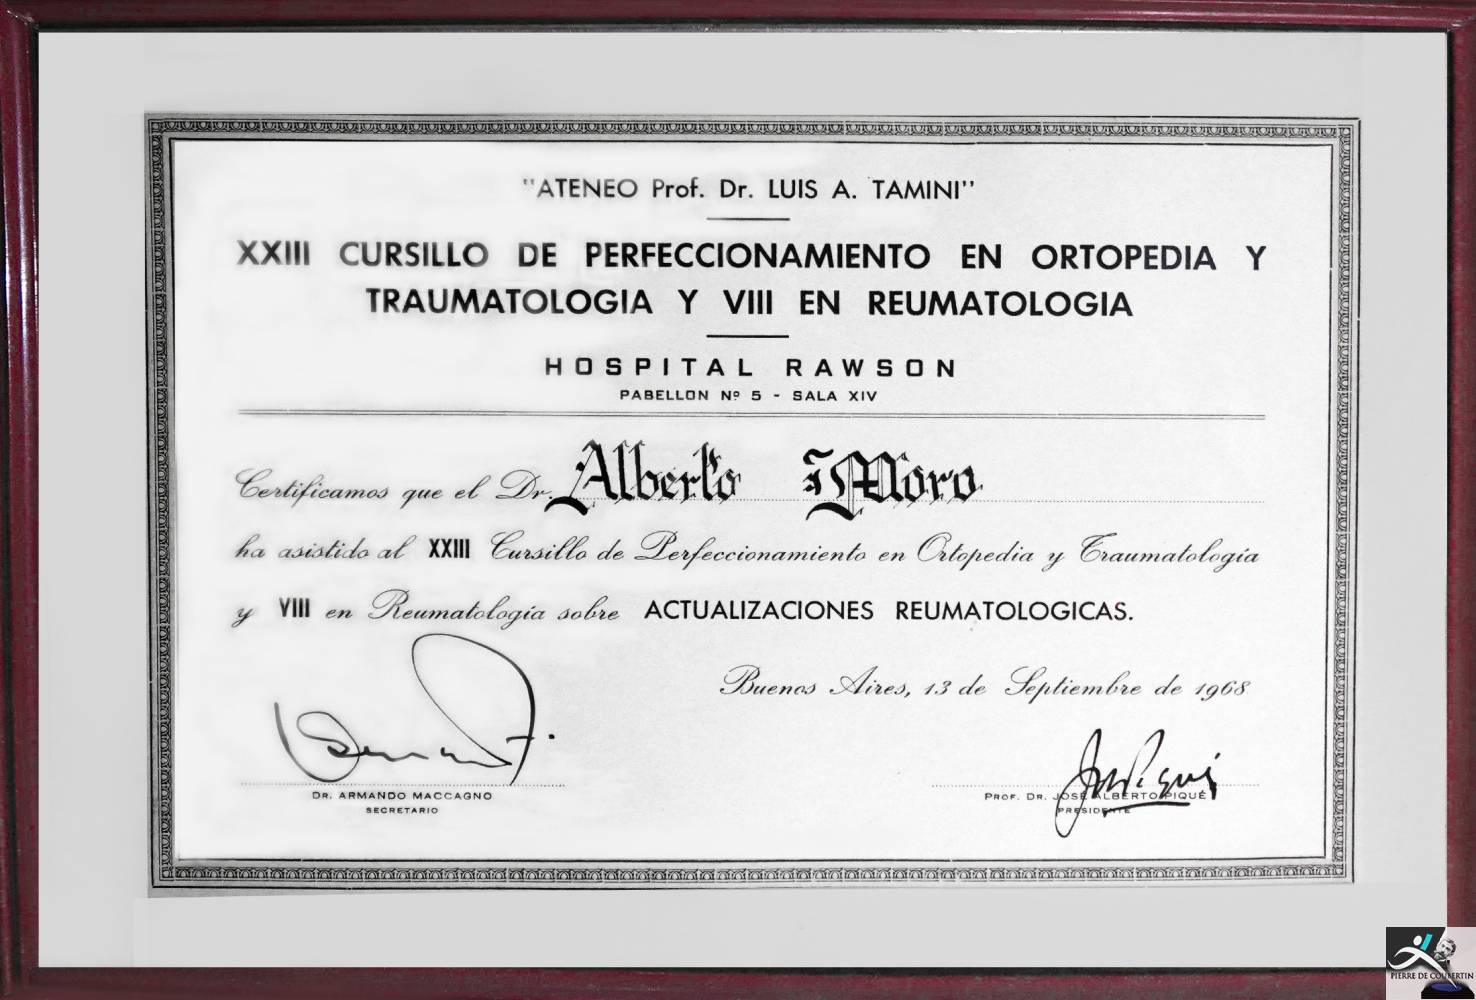 "ATENEO Prof. Dr. LUIS A. TAMINI"
XXIII CURSILLO DE PERFECCIONAMIENTO EN ORTOPEDIA Y
TRAUMATOLOGIA Y VIII EN REUMATOLOGIA
HOSPITAL RAWSON
PABELLON Nº 5 - SALA XIV
Certificamos que el Dr. Alberto Moro
ha asistido al XXIII Cursillo de Perfeccionamiento en Ortopedia y Traumatología
y VIII en Reumatología sobre ACTUALIZACIONES REUMATOLOGICAS.
Buenos Aires, 13 de Septiembre de 1968
DR. ARMANDO MACCAGNO
SECRETARIO
PROF. DR. JOSÉ ALBERTO PIQUÉ
PRESIDENTE
PIERRE DE COUBERTIN